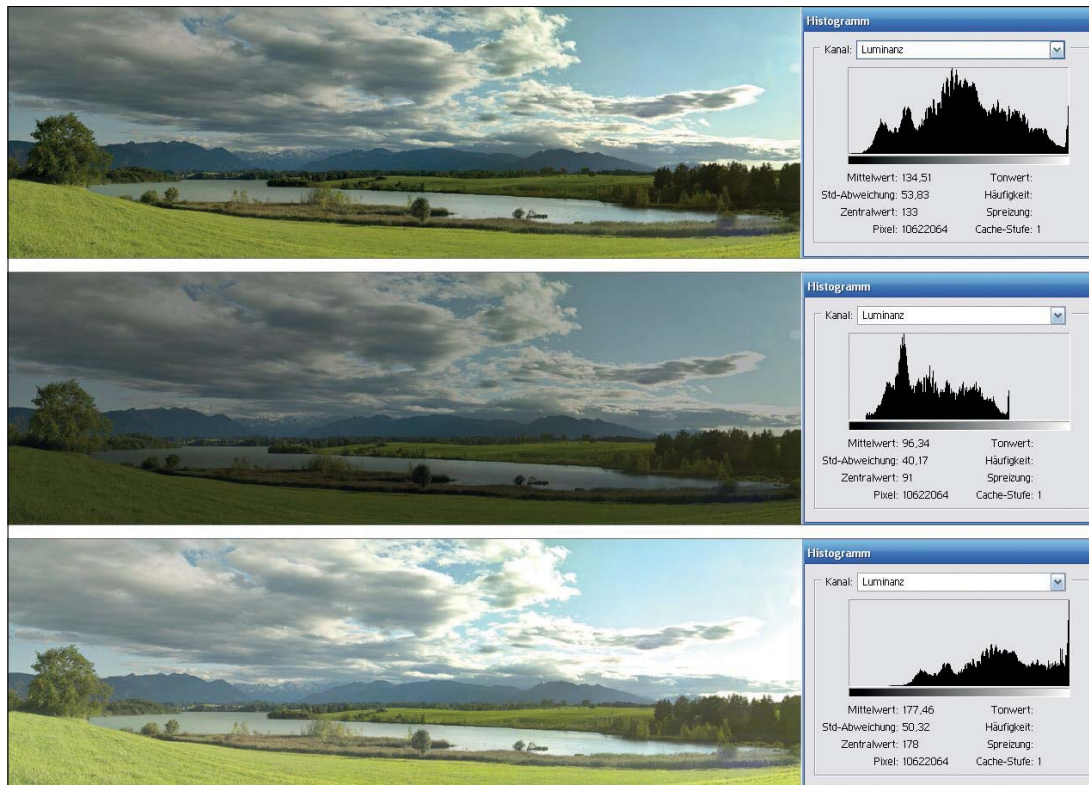 Histogramm
Kanal: Luminanz
Mittelwert: 134,51 Tonwert:
Std-Abweichung: 53,83 Häufigkeit:
Zentralwert: 133 Spreizung:
Pixel: 10622064 Cache-Stufe: 1
Histogramm
Kanal: Luminanz
Mittelwert: 96,34 Tonwert:
Std-Abweichung: 40,17 Häufigkeit:
Zentralwert: 91 Spreizung:
Pixel: 10622064 Cache-Stufe: 1
Histogramm
Kanal: Luminanz
Mittelwert: 177,46 Tonwert:
Std-Abweichung: 50,32 Häufigkeit:
Zentralwert: 178 Spreizung:
Pixel: 10622064 Cache-Stufe: 1